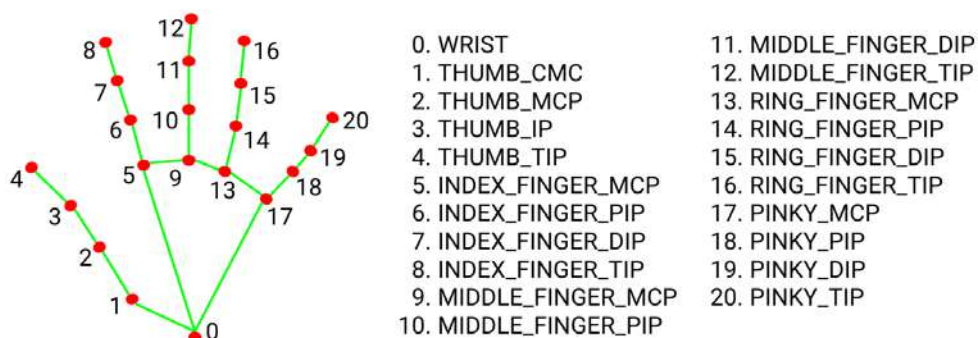 12
8
16
11
7
15
10
6
20
14
4
5
19
9
13
18
3
17
2
1
0
0. WRIST
1. THUMB_CMC
2. THUMB_MCP
3. THUMB_IP
4. THUMB_TIP
5. INDEX_FINGER_MCP
6. INDEX_FINGER_PIP
7. INDEX_FINGER_DIP
8. INDEX_FINGER_TIP
9. MIDDLE_FINGER_MCP
10. MIDDLE_FINGER_PIP
11. MIDDLE_FINGER_DIP
12. MIDDLE_FINGER_TIP
13. RING_FINGER_MCP
14. RING_FINGER_PIP
15. RING_FINGER_DIP
16. RING_FINGER_TIP
17. PINKY_MCP
18. PINKY_PIP
19. PINKY_DIP
20. PINKY_TIP